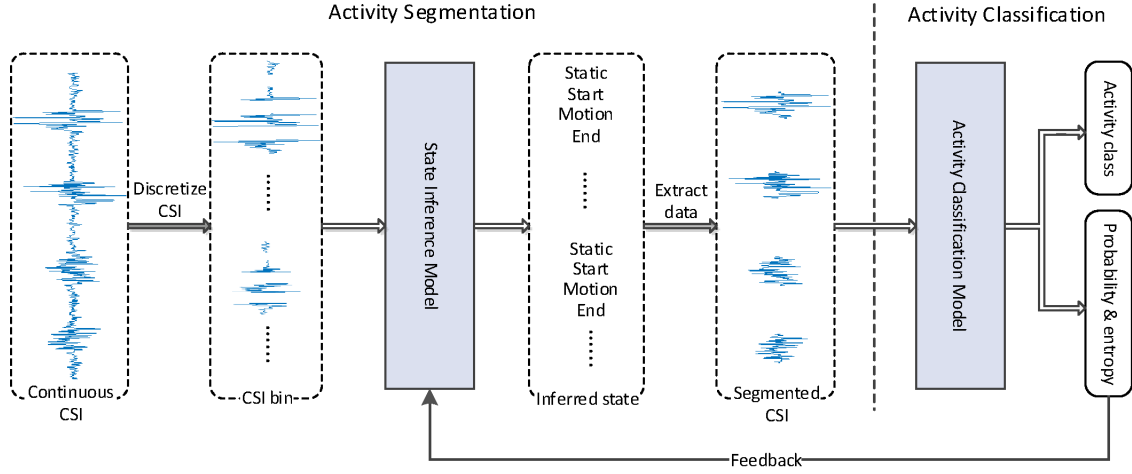 Activity Segmentation
Activity Classification
Continuous
CSI
Discretize
CSI
CSI bin
State Inference Model
Static
Start
Motion
End
Static
Start
Motion
End
Inferred state
Extract
data
Segmented
CSI
Activity Classification Model
Activity class
Probability & entropy
Feedback